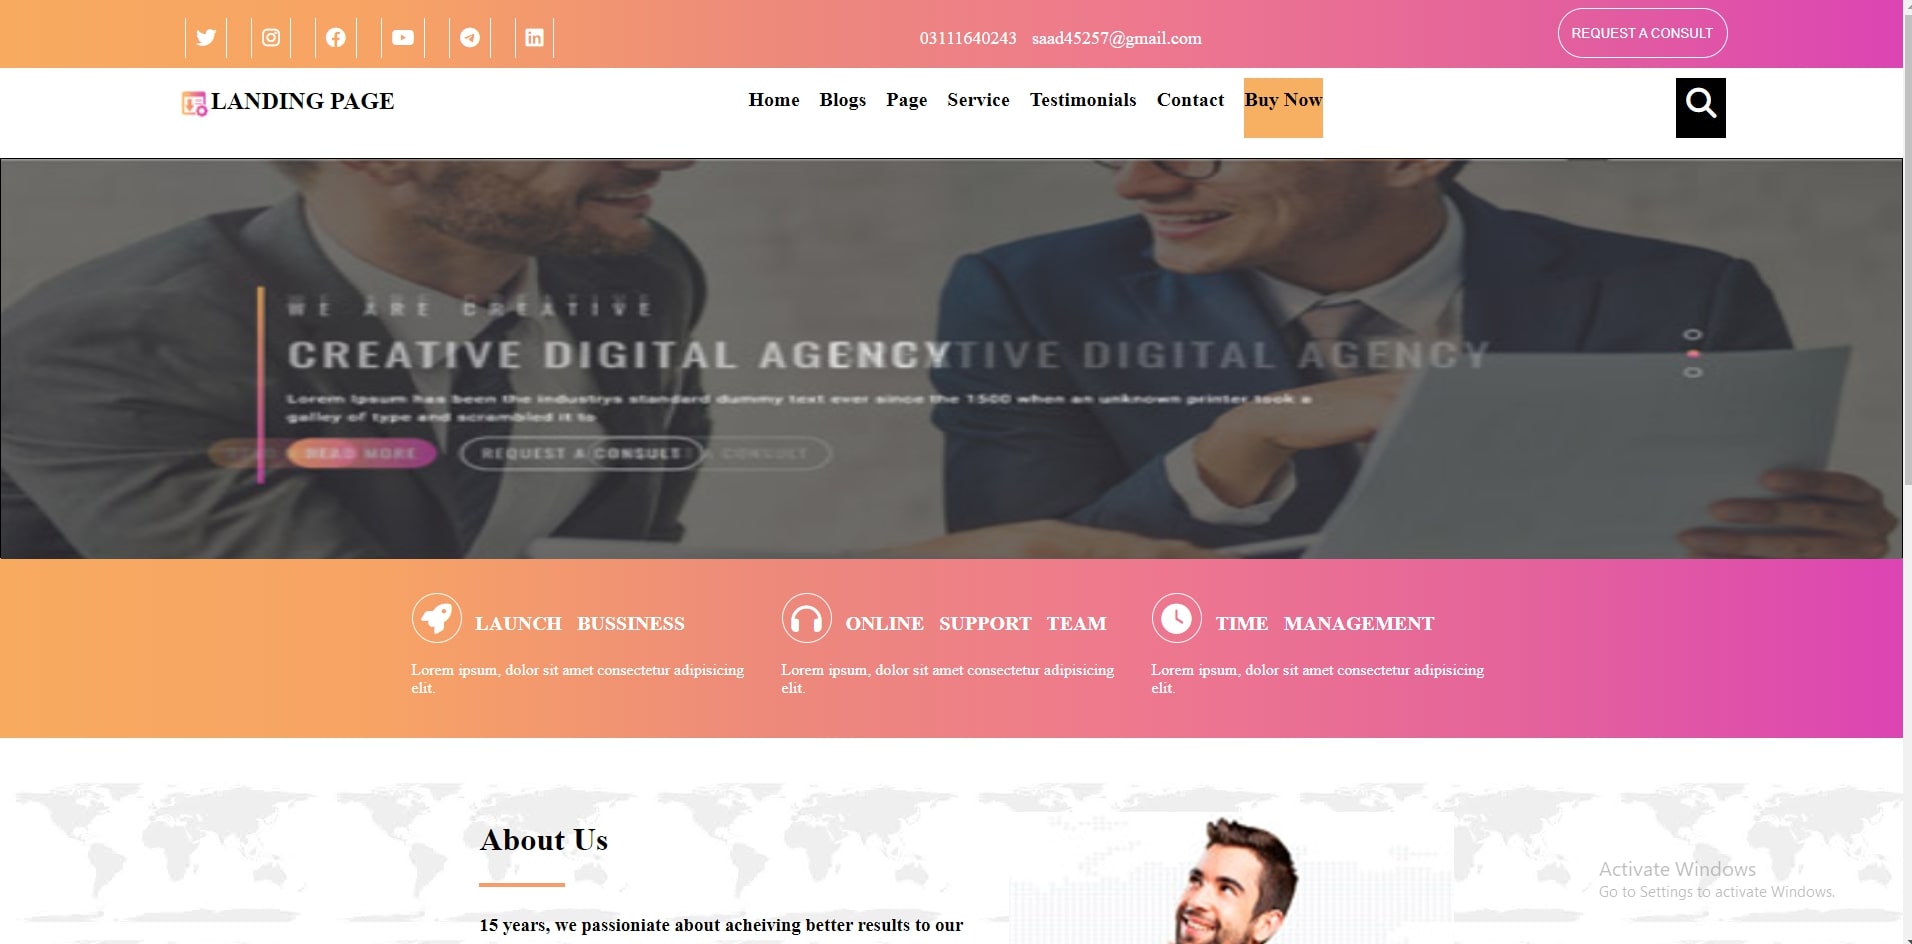 03111640243 saad45257@gmail.com
REQUEST A CONSULT
LANDING PAGE
Home Blogs Page Service Testimonials Contact Buy Now
WE ARE CREATIVE
CREATIVE DIGITAL AGENCY TIVE DIGITAL AGENCY
Lorem Ipsum has been the industrys standard dummy text ever since the 1500 when an unknown printer took a
galley of type and scrambled it to
READ MORE REQUEST A CONSULT A CONSULT
LAUNCH BUSSINESS
Lorem ipsum, dolor sit amet consectetur adipisicing
elit.
ONLINE SUPPORT TEAM
Lorem ipsum, dolor sit amet consectetur adipisicing
elit.
TIME MANAGEMENT
Lorem ipsum, dolor sit amet consectetur adipisicing
elit.
About Us
15 years, we passioniate about acheiving better results to our
Activate Windows
Go to Settings to activate Windows.